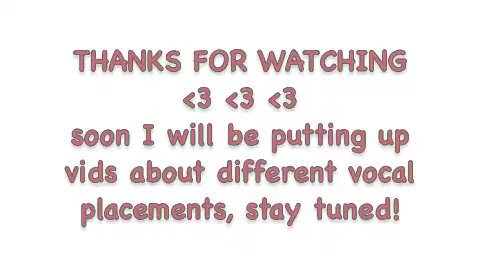 THANKS FOR WATCHING
<3 <3 <3
soon I will be putting up
vids about different vocal
placements, stay tuned!